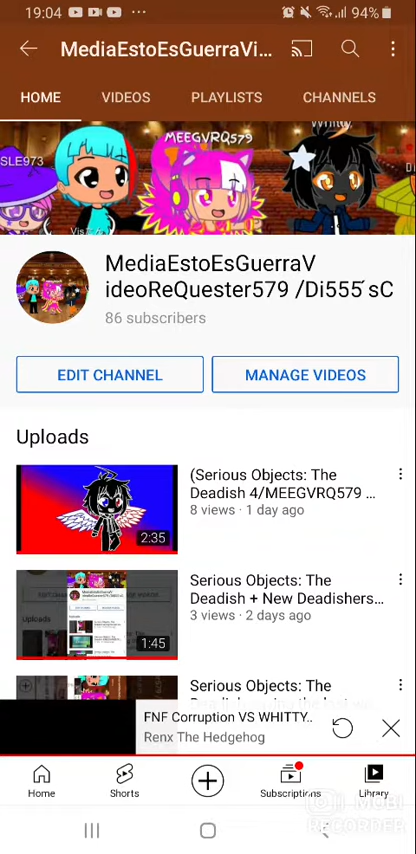 19:04 ... 94%
MediaEstoEsGuerraVi...
HOME VIDEOS PLAYLISTS CHANNELS
SLE973
MEEGVRQ579
Di
MediaEstoEsGuerraV
ideoReQuester579 /Di555´sC
86 subscribers
EDIT CHANNEL MANAGE VIDEOS
Uploads
(Serious Objects: The
Deadish 4/MEEGVRQ579 ...
8 views · 1 day ago
2:35
Serious Objects: The
Deadish + New Deadishers...
3 views · 2 days ago
1:45
Serious Objects: The
FNF Corruption VS WHITTY..
Renx The Hedgehog
Home Shorts Subscriptions Library
MOBI
RECORDER